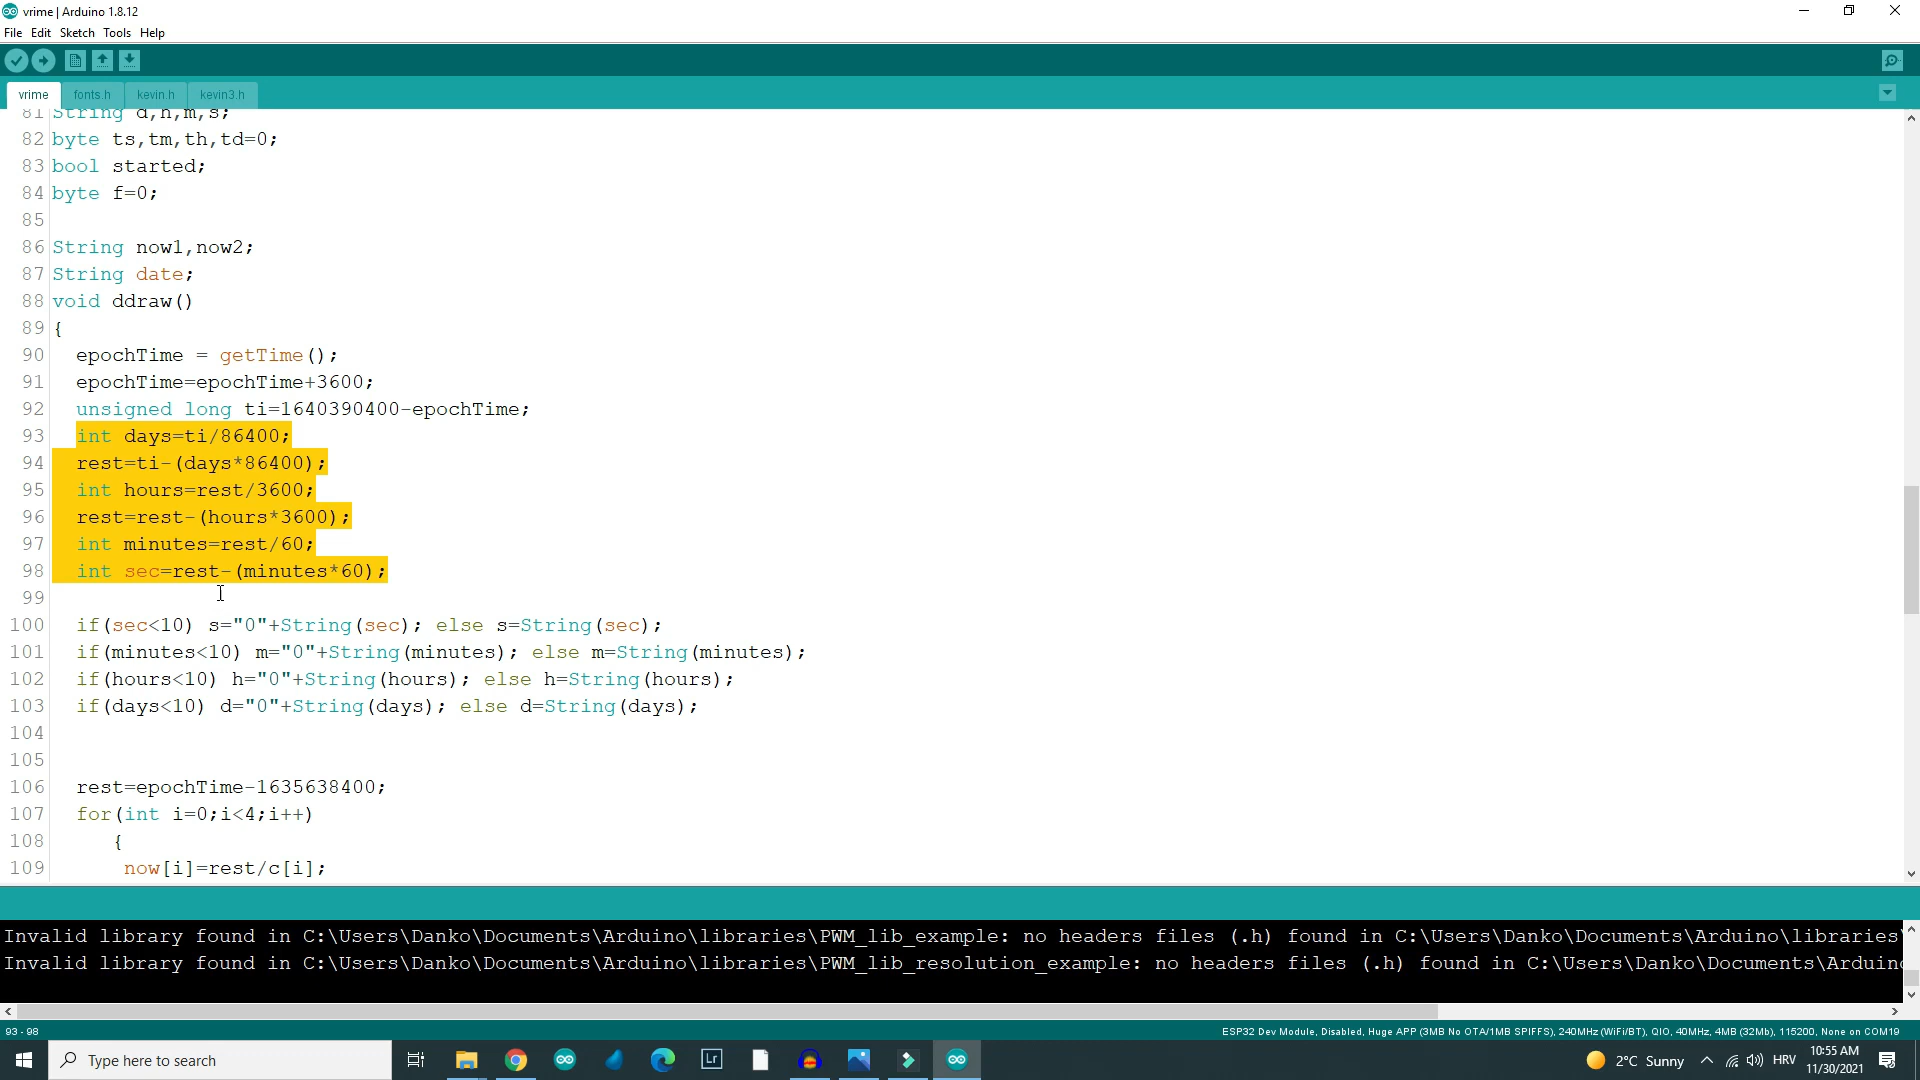 vrime | Arduino 1.8.12
File Edit Sketch Tools Help
vrime fonts.h kevin.h kevin3.h
81 String d,h,m,s;
82 byte ts,tm,th,td=0;
83 bool started;
84 byte f=0;
85
86 String now1,now2;
87 String date;
88 void ddraw()
89 {
90 epochTime = getTime();
91 epochTime=epochTime+3600;
92 unsigned long ti=1640390400-epochTime;
93 int days=ti/86400;
94 rest=ti-(days*86400);
95 int hours=rest/3600;
96 rest=rest-(hours*3600);
97 int minutes=rest/60;
98 int sec=rest-(minutes*60);
99
100 if(sec<10) s="0"+String(sec); else s=String(sec);
101 if(minutes<10) m="0"+String(minutes); else m=String(minutes);
102 if(hours<10) h="0"+String(hours); else h=String(hours);
103 if(days<10) d="0"+String(days); else d=String(days);
104
105
106 rest=epochTime-1635638400;
107 for(int i=0;i<4;i++)
108 {
109 now[i]=rest/c[i];
Invalid library found in C:\Users\Danko\Documents\Arduino\libraries\PWM_lib_example: no headers files (.h) found in C:\Users\Danko\Documents\Arduino\libraries\
Invalid library found in C:\Users\Danko\Documents\Arduino\libraries\PWM_lib_resolution_example: no headers files (.h) found in C:\Users\Danko\Documents\Arduino
93 - 98 ESP32 Dev Module, Disabled, Huge APP (3MB No OTA/1MB SPIFFS), 240MHz (WiFi/BT), QIO, 40MHz, 4MB (32Mb), 115200, None on COM19
Type here to search Lr 2°C Sunny HRV 10:55 AM
11/30/2021